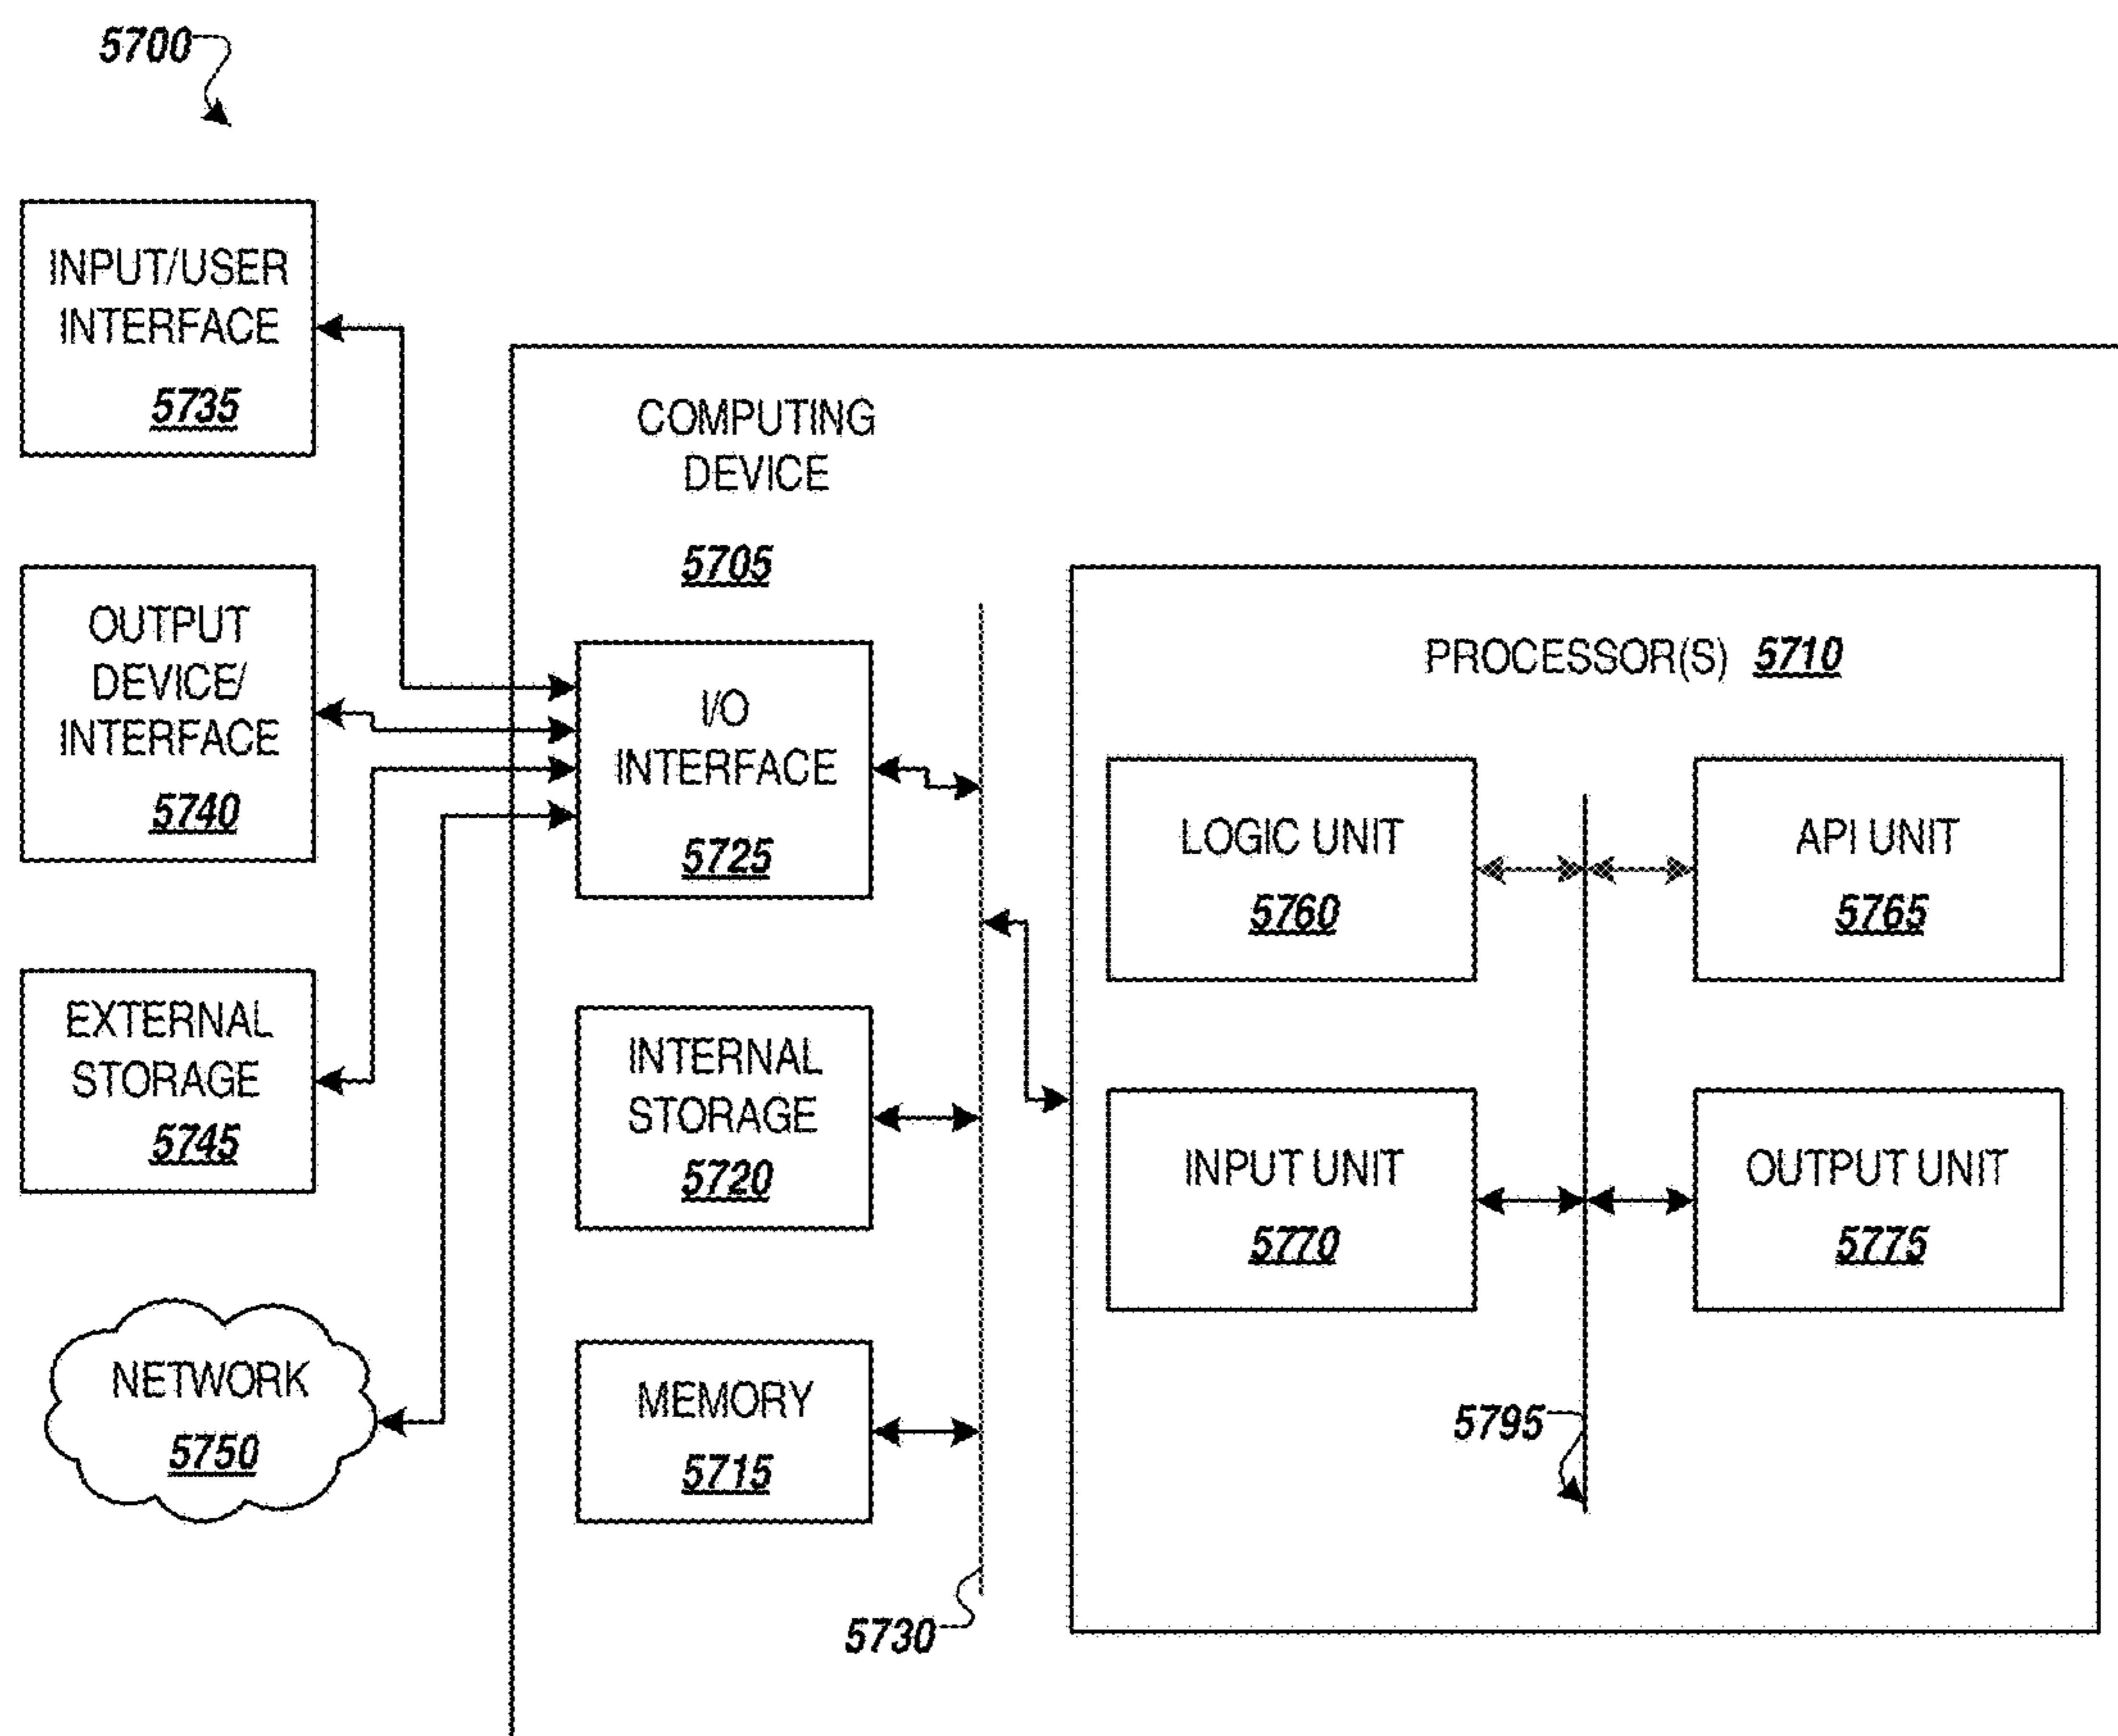 5700
INPUT/USER
INTERFACE
5735
OUTPUT
DEVICE/
INTERFACE
5740
EXTERNAL
STORAGE
5745
NETWORK
5750
COMPUTING
DEVICE
5705
I/O
INTERFACE
5725
INTERNAL
STORAGE
5720
MEMORY
5715
5730
PROCESSOR(S) 5710
LOGIC UNIT
5760
API UNIT
5765
INPUT UNIT
5770
OUTPUT UNIT
5775
5795